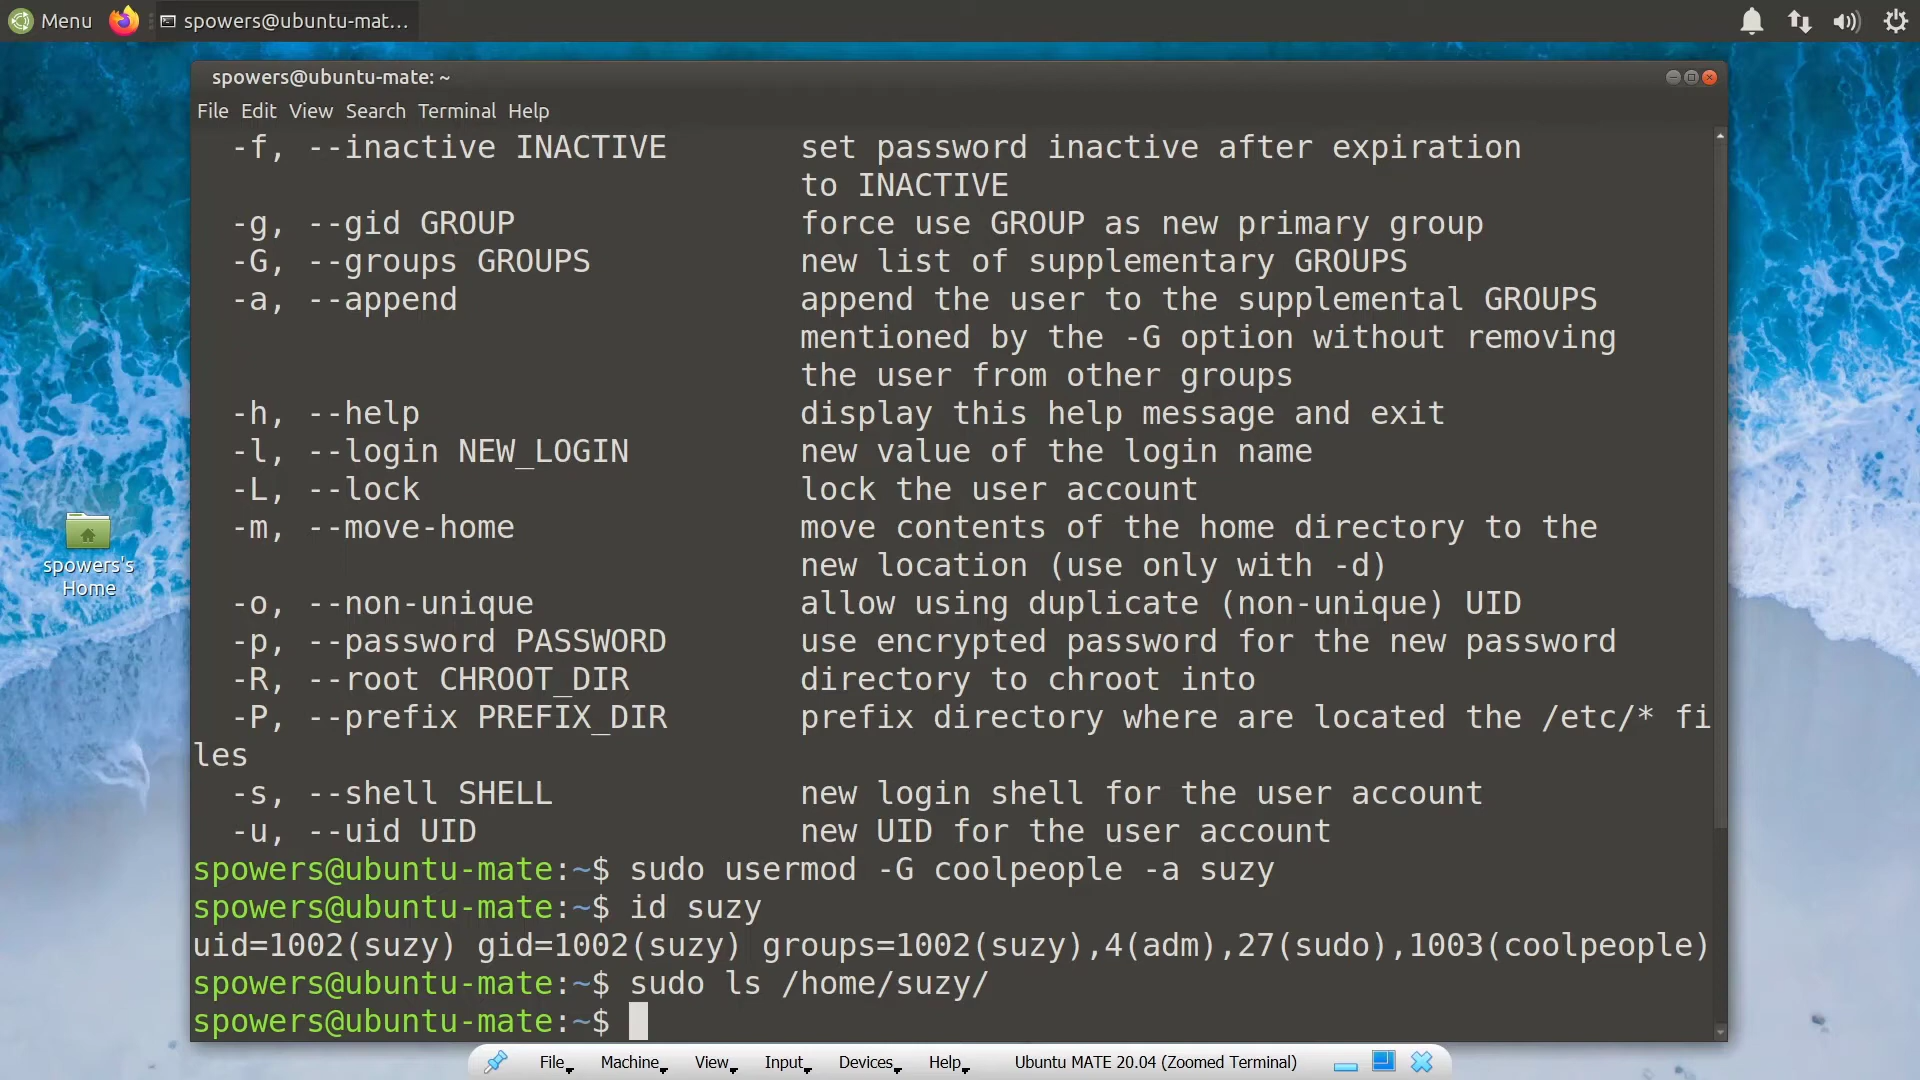 Menu spowers@ubuntu-mat...
spowers@ubuntu-mate: ~
File Edit View Search Terminal Help
-f, --inactive INACTIVE set password inactive after expiration
to INACTIVE
-g, --gid GROUP force use GROUP as new primary group
-G, --groups GROUPS new list of supplementary GROUPS
-a, --append append the user to the supplemental GROUPS
mentioned by the -G option without removing
the user from other groups
-h, --help display this help message and exit
-l, --login NEW_LOGIN new value of the login name
-L, --lock lock the user account
-m, --move-home move contents of the home directory to the
new location (use only with -d)
-o, --non-unique allow using duplicate (non-unique) UID
-p, --password PASSWORD use encrypted password for the new password
-R, --root CHROOT_DIR directory to chroot into
-P, --prefix PREFIX_DIR prefix directory where are located the /etc/* fi
les
-s, --shell SHELL new login shell for the user account
-u, --uid UID new UID for the user account
spowers@ubuntu-mate:~$ sudo usermod -G coolpeople -a suzy
spowers@ubuntu-mate:~$ id suzy
uid=1002(suzy) gid=1002(suzy) groups=1002(suzy),4(adm),27(sudo),1003(coolpeople)
spowers@ubuntu-mate:~$ sudo ls /home/suzy/
spowers@ubuntu-mate:~$
spowers's
Home
File Machine View Input Devices Help Ubuntu MATE 20.04 (Zoomed Terminal)